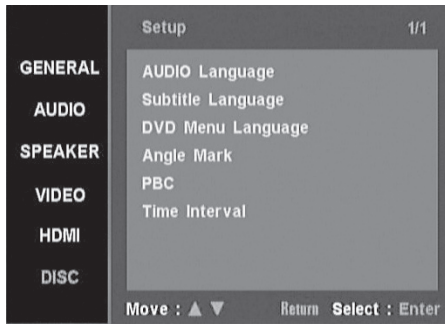 Setup 1/1
GENERAL
AUDIO
SPEAKER
VIDEO
HDMI
DISC
AUDIO Language
Subtitle Language
DVD Menu Language
Angle Mark
PBC
Time Interval
Move : ▲ ▼ Return Select : Enter